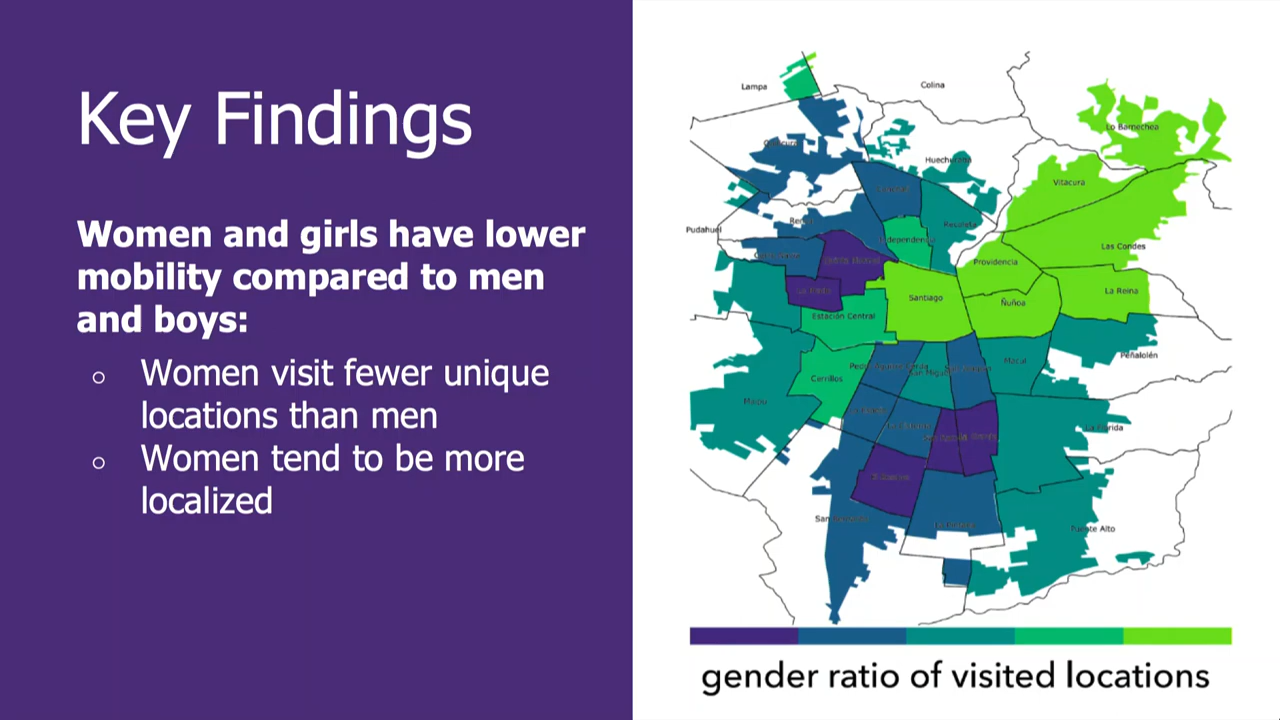 Key Findings
Women and girls have lower
mobility compared to men
and boys:
Women visit fewer unique
locations than men
Women tend to be more
localized
Lampa
Colina
Lo Barnechea
Huechuraba
Vitacura
Pudahuel
Recoleta
Independencia
Las Condes
Providencia
La Reina
Santiago
Ñuñoa
Estación Central
Macul
Peñalolén
Cerrillos
Maipú
La Florida
Puente Alto
gender ratio of visited locations